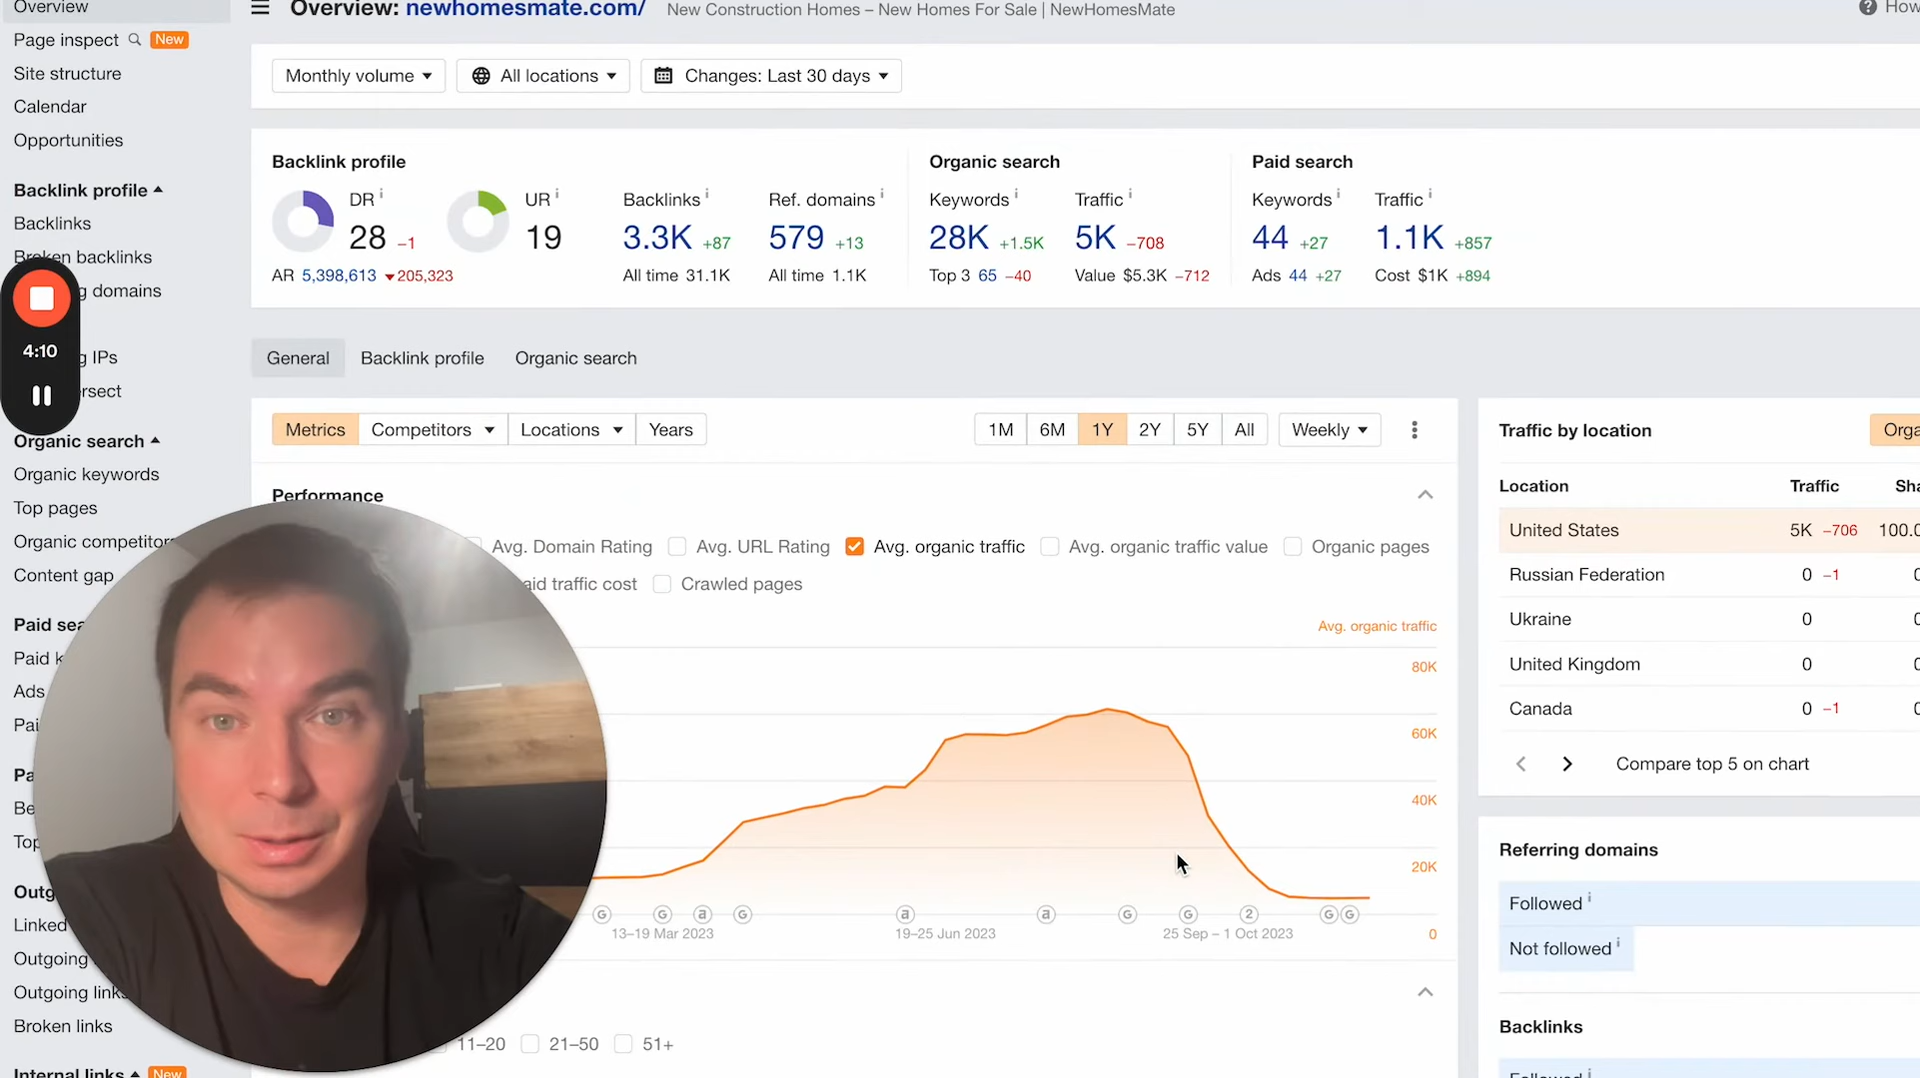 Overview
Overview: newhomesmate.com/
New Construction Homes – New Homes For Sale | NewHomesMate
How
Page inspect New
Site structure
Calendar
Opportunities
Backlink profile
Backlinks
Broken backlinks
g domains
g IPs
ersect
Organic search
Organic keywords
Top pages
Organic competitors
Content gap
Paid sea
Paid k
Ads
Pai
Pa
Be
Top
Outg
Linked
Outgoing
Outgoing links
Broken links
Internal links New
4:10
Monthly volume
All locations
Changes: Last 30 days
Backlink profile
DR i
28 −1
AR 5,398,613 205,323
UR i
19
Backlinks i
3.3K +87
All time 31.1K
Ref. domains i
579 +13
All time 1.1K
Organic search
Keywords i
28K +1.5K
Top 3 65 −40
Traffic i
5K −708
Value $5.3K −712
Paid search
Keywords i
44 +27
Ads 44 +27
Traffic i
1.1K +857
Cost $1K +894
General
Backlink profile
Organic search
Metrics
Competitors
Locations
Years
1M
6M
1Y
2Y
5Y
All
Weekly
Performance
Avg. Domain Rating
Avg. URL Rating
Avg. organic traffic
Avg. organic traffic value
Organic pages
aid traffic cost
Crawled pages
Avg. organic traffic
80K
60K
40K
20K
0
G G a G a a G G 2 G G
13–19 Mar 2023
19–25 Jun 2023
25 Sep – 1 Oct 2023
11–20
21–50
51+
Traffic by location
Orga
Location Traffic Sha
United States 5K −706 100.0
Russian Federation 0 −1 0
Ukraine 0 0
United Kingdom 0 0
Canada 0 −1 0
Compare top 5 on chart
Referring domains
Followed i
Not followed i
Backlinks
Followed i